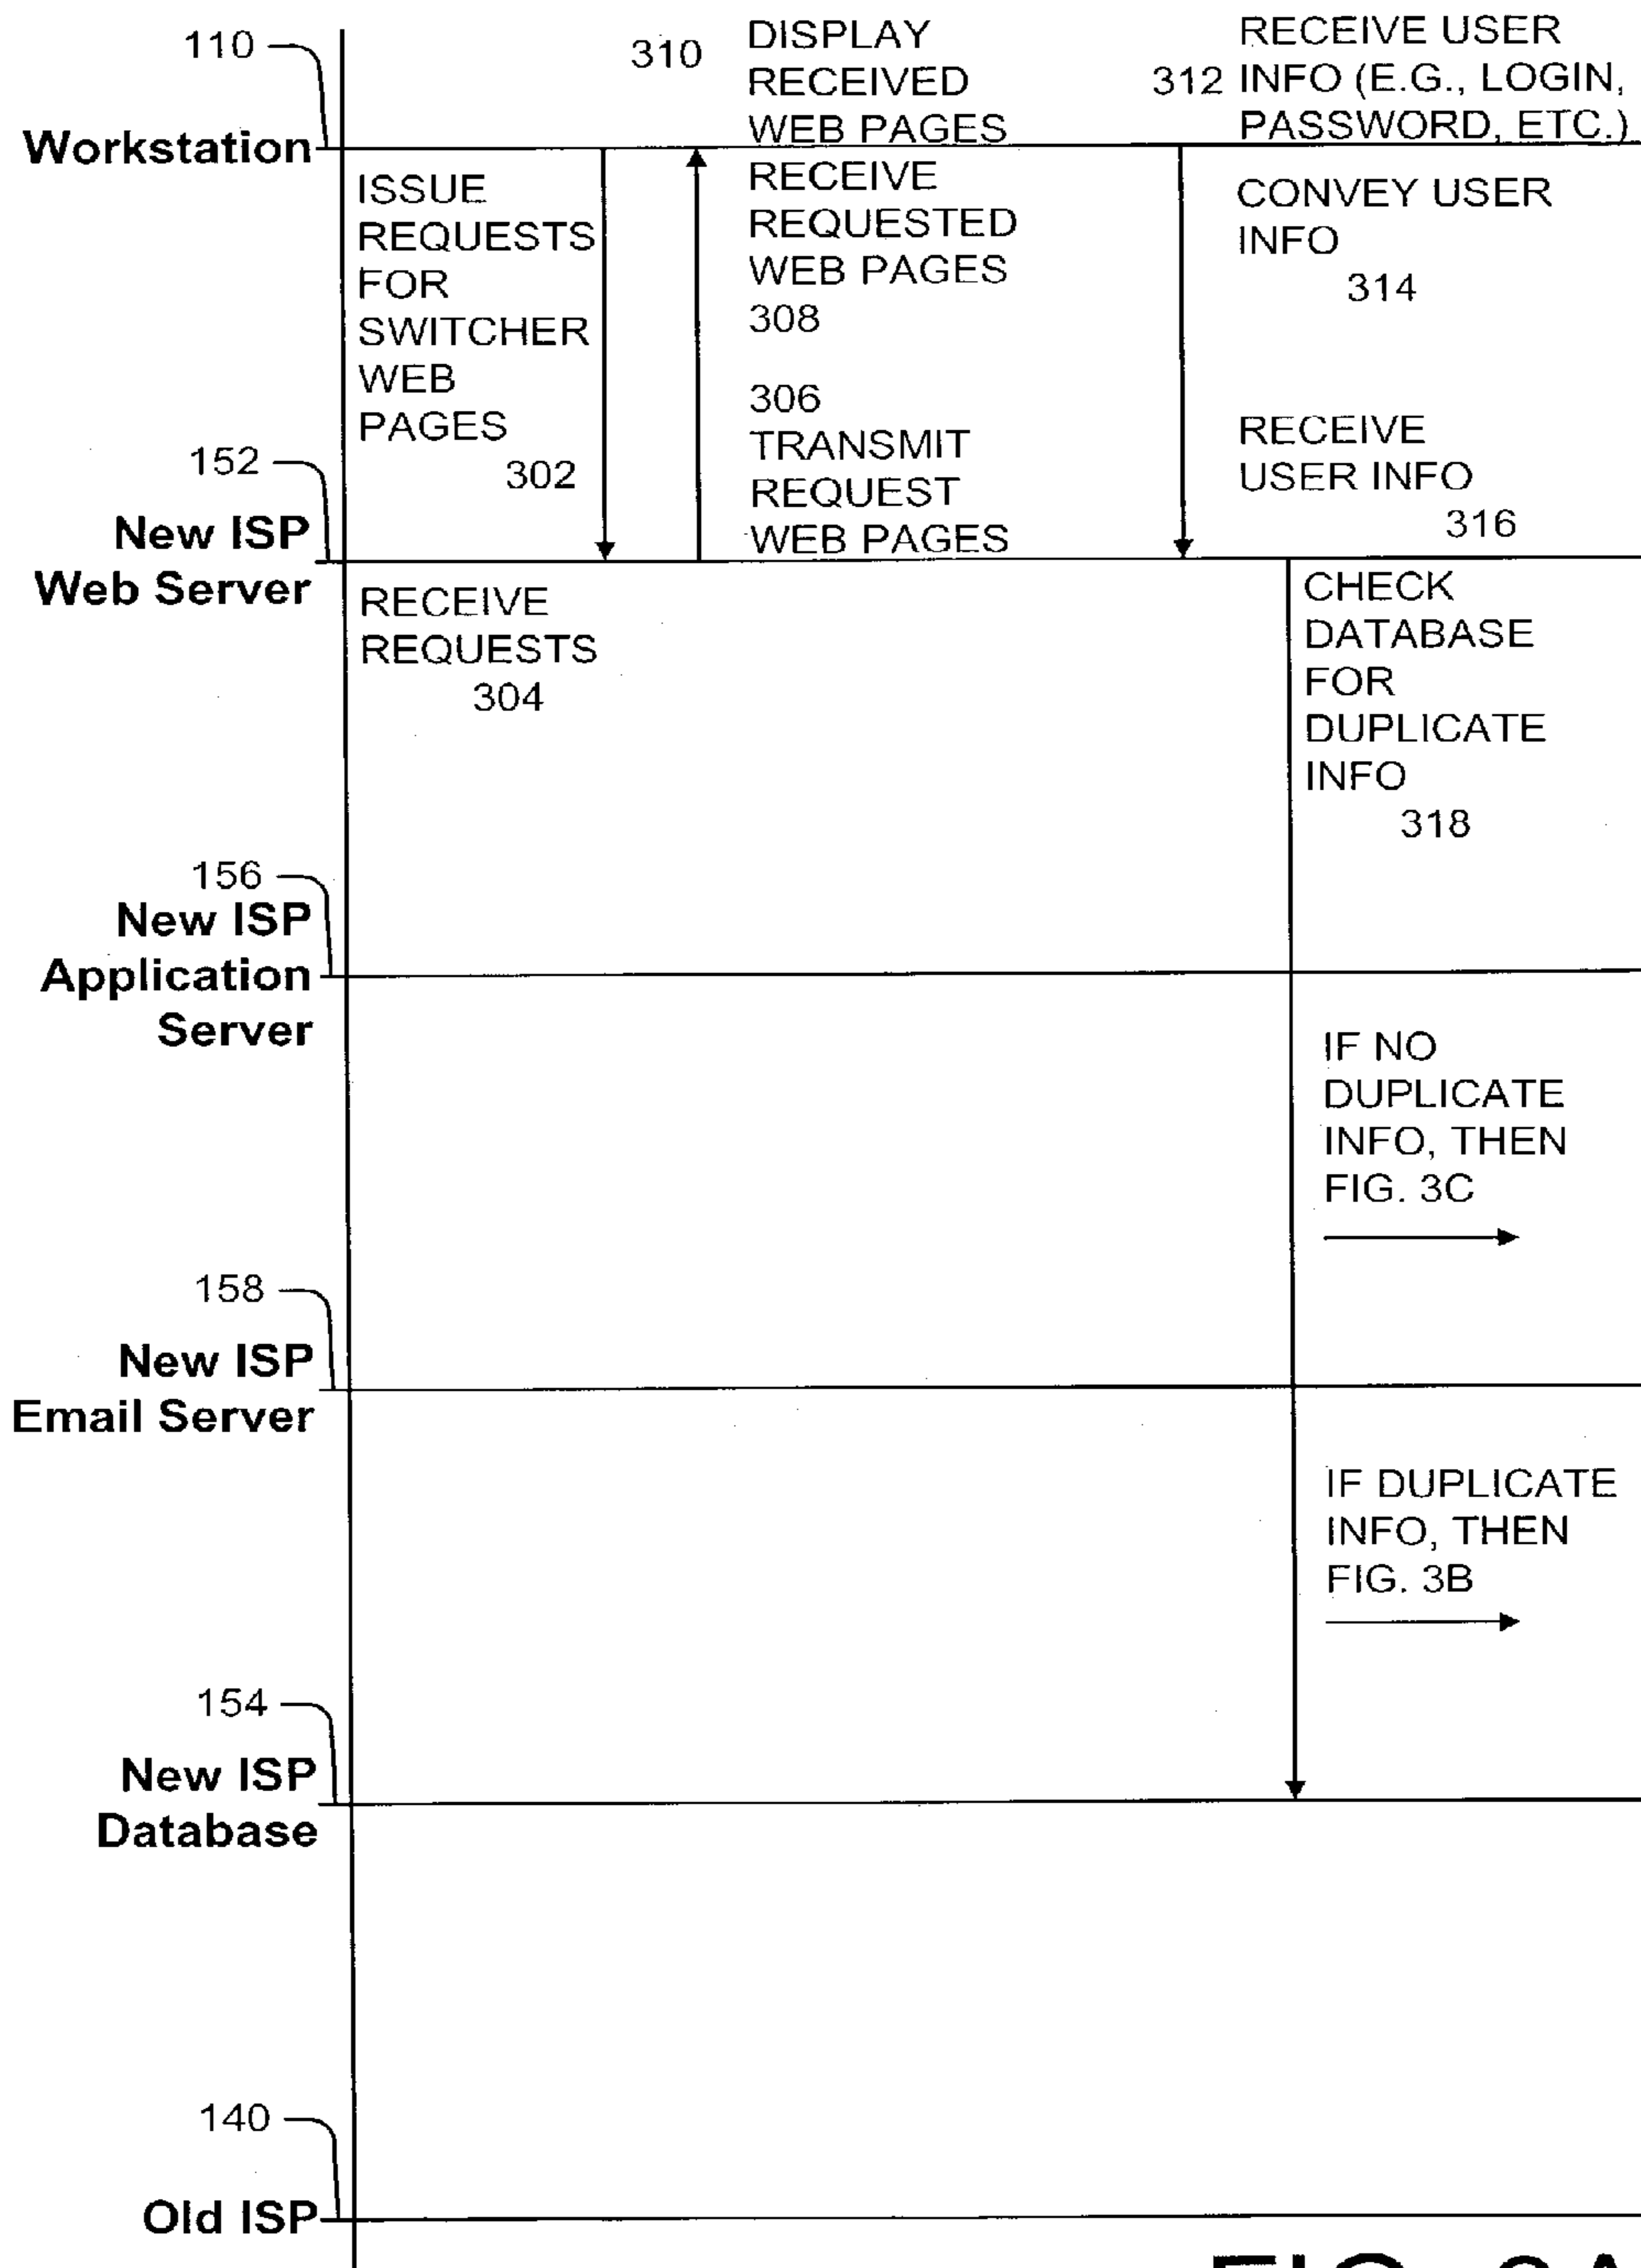 110
Workstation
310
DISPLAY
RECEIVED
WEB PAGES
312
RECEIVE USER
INFO (E.G., LOGIN,
PASSWORD, ETC.)
ISSUE
REQUESTS
FOR
SWITCHER
WEB
PAGES
302
RECEIVE
REQUESTED
WEB PAGES
308
306
TRANSMIT
REQUEST
WEB PAGES
CONVEY USER
INFO
314
RECEIVE
USER INFO
316
152
New ISP
Web Server
RECEIVE
REQUESTS
304
CHECK
DATABASE
FOR
DUPLICATE
INFO
318
156
New ISP
Application
Server
IF NO
DUPLICATE
INFO, THEN
FIG. 3C
158
New ISP
Email Server
IF DUPLICATE
INFO, THEN
FIG. 3B
154
New ISP
Database
140
Old ISP